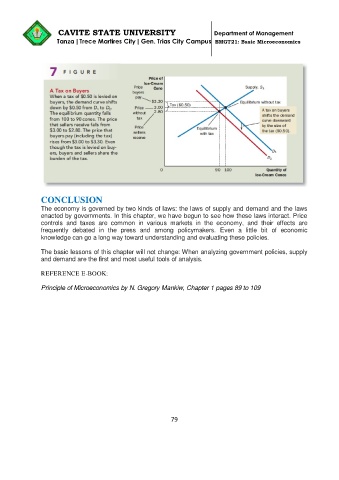 CAVITE STATE UNIVERSITY
Department of Management
Tanza |Trece Martires City | Gen. Trias City Campus
BMGT21: Basic Microeconomics
7 FIGURE
A Tax on Buyers
When a tax of $0.50 is levied on
buyers, the demand curve shifts
down by $0.50 from D1 to D2.
The equilibrium quantity falls
from 100 to 90 cones. The price
that sellers receive falls from
$3.00 to $2.80. The price that
buyers pay (including the tax)
rises from $3.00 to $3.30. Even
though the tax is levied on buy-
ers, buyers and sellers share the
burden of the tax.
Price of
Ice-Cream
Cone
Price
buyers
pay
$3.30
Price
without
tax
3.00
2.80
Price
sellers
receive
Tax ($0.50)
Supply, S1
Equilibrium without tax
A tax on buyers
shifts the demand
curve downward
by the size of
the tax ($0.50).
Equilibrium
with tax
D1
D2
0
90 100
Quantity of
Ice-Cream Cones
CONCLUSION
The economy is governed by two kinds of laws: the laws of supply and demand and the laws
enacted by governments. In this chapter, we have begun to see how these laws interact. Price
controls and taxes are common in various markets in the economy, and their effects are
frequently debated in the press and among policymakers. Even a little bit of economic
knowledge can go a long way toward understanding and evaluating these policies.
The basic lessons of this chapter will not change: When analyzing government policies, supply
and demand are the first and most useful tools of analysis.
REFERENCE E-BOOK:
Principle of Microeconomics by N. Gregory Mankiw, Chapter 1 pages 89 to 109
79